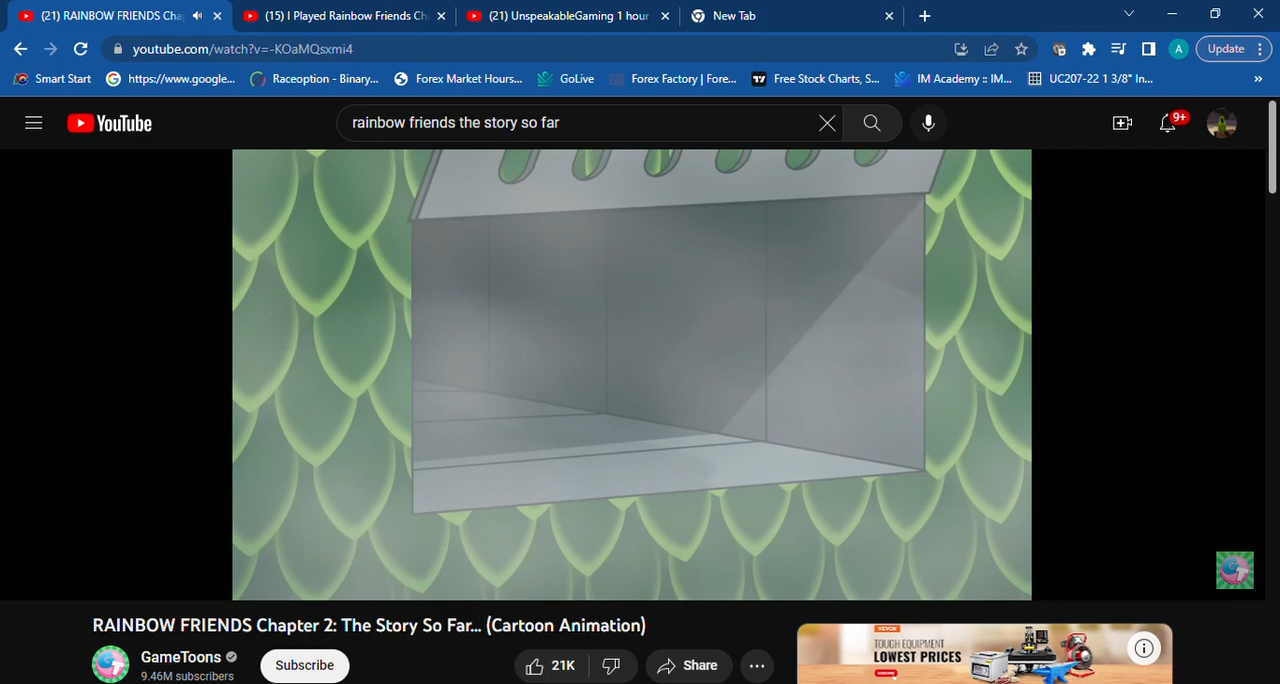 (21) RAINBOW FRIENDS Cha
(15) I Played Rainbow Friends Ch
(21) UnspeakableGaming 1 hour
New Tab
youtube.com/watch?v=-KOaMQsxmi4
A
Update
Smart Start
https://www.google...
Raceoption - Binary...
Forex Market Hours...
GoLive
Forex Factory | Fore...
Free Stock Charts, S...
IM Academy :: IM...
UC207-22 1 3/8" In...
»
YouTube
rainbow friends the story so far
9+
RAINBOW FRIENDS Chapter 2: The Story So Far... (Cartoon Animation)
GameToons
9.46M subscribers
Subscribe
21K
Share
VEVOR
TOUGH EQUIPMENT
LOWEST PRICES